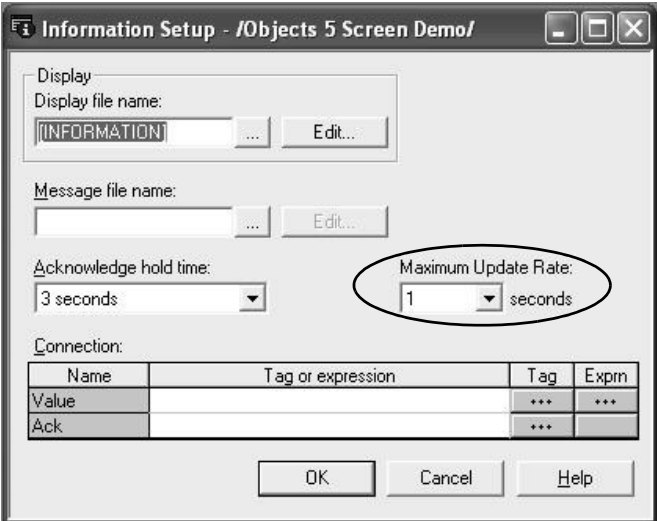 Information Setup - /Objects 5 Screen Demo/
Display
Display file name:
[INFORMATION] ... Edit...
Message file name:
... Edit...
Acknowledge hold time: Maximum Update Rate:
3 seconds 1 seconds
Connection:
Name Tag or expression Tag Exprn
Value ... ...
Ack ...
OK Cancel Help